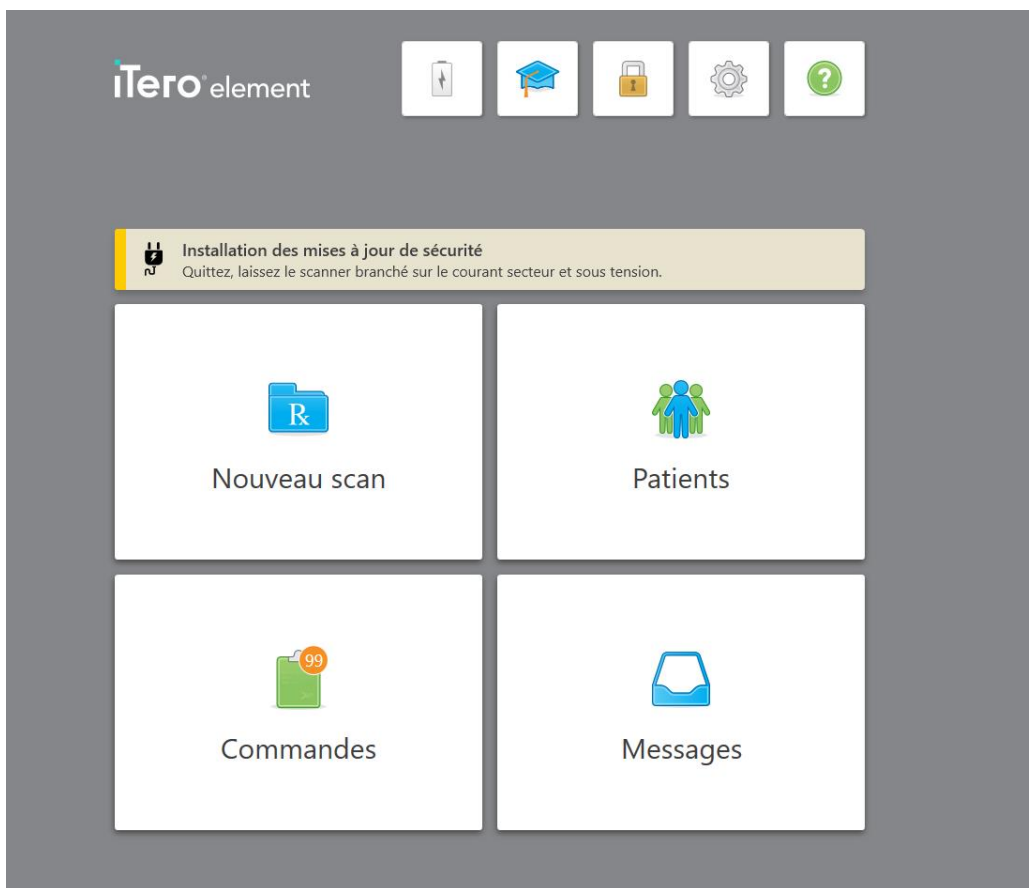 iTero® element
?
Installation des mises à jour de sécurité
Quittez, laissez le scanner branché sur le courant secteur et sous tension.
Rx
Nouveau scan
Patients
99
Commandes
Messages